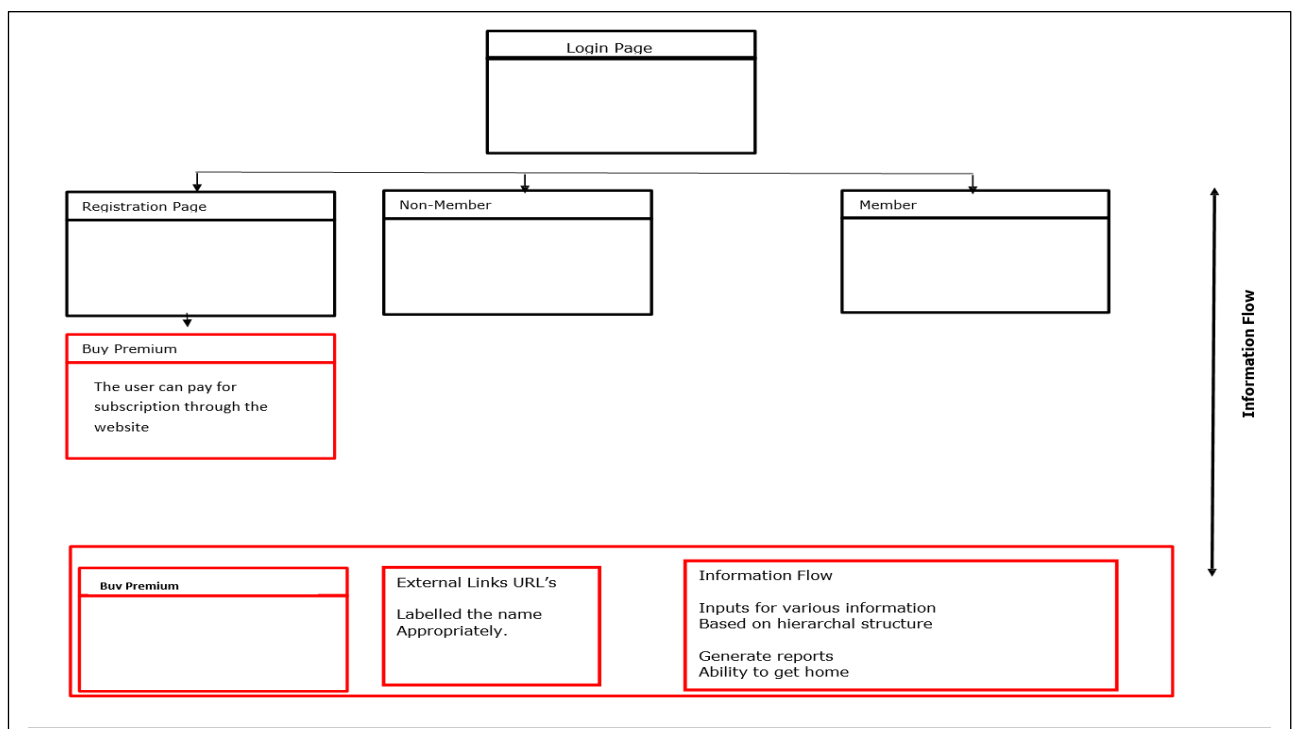 Login Page
Registration Page
Non-Member
Member
Buy Premium
The user can pay for
subscription through the
website
Information Flow
Buy Premium
External Links URL’s
Labelled the name
Appropriately.
Information Flow
Inputs for various information
Based on hierarchal structure
Generate reports
Ability to get home